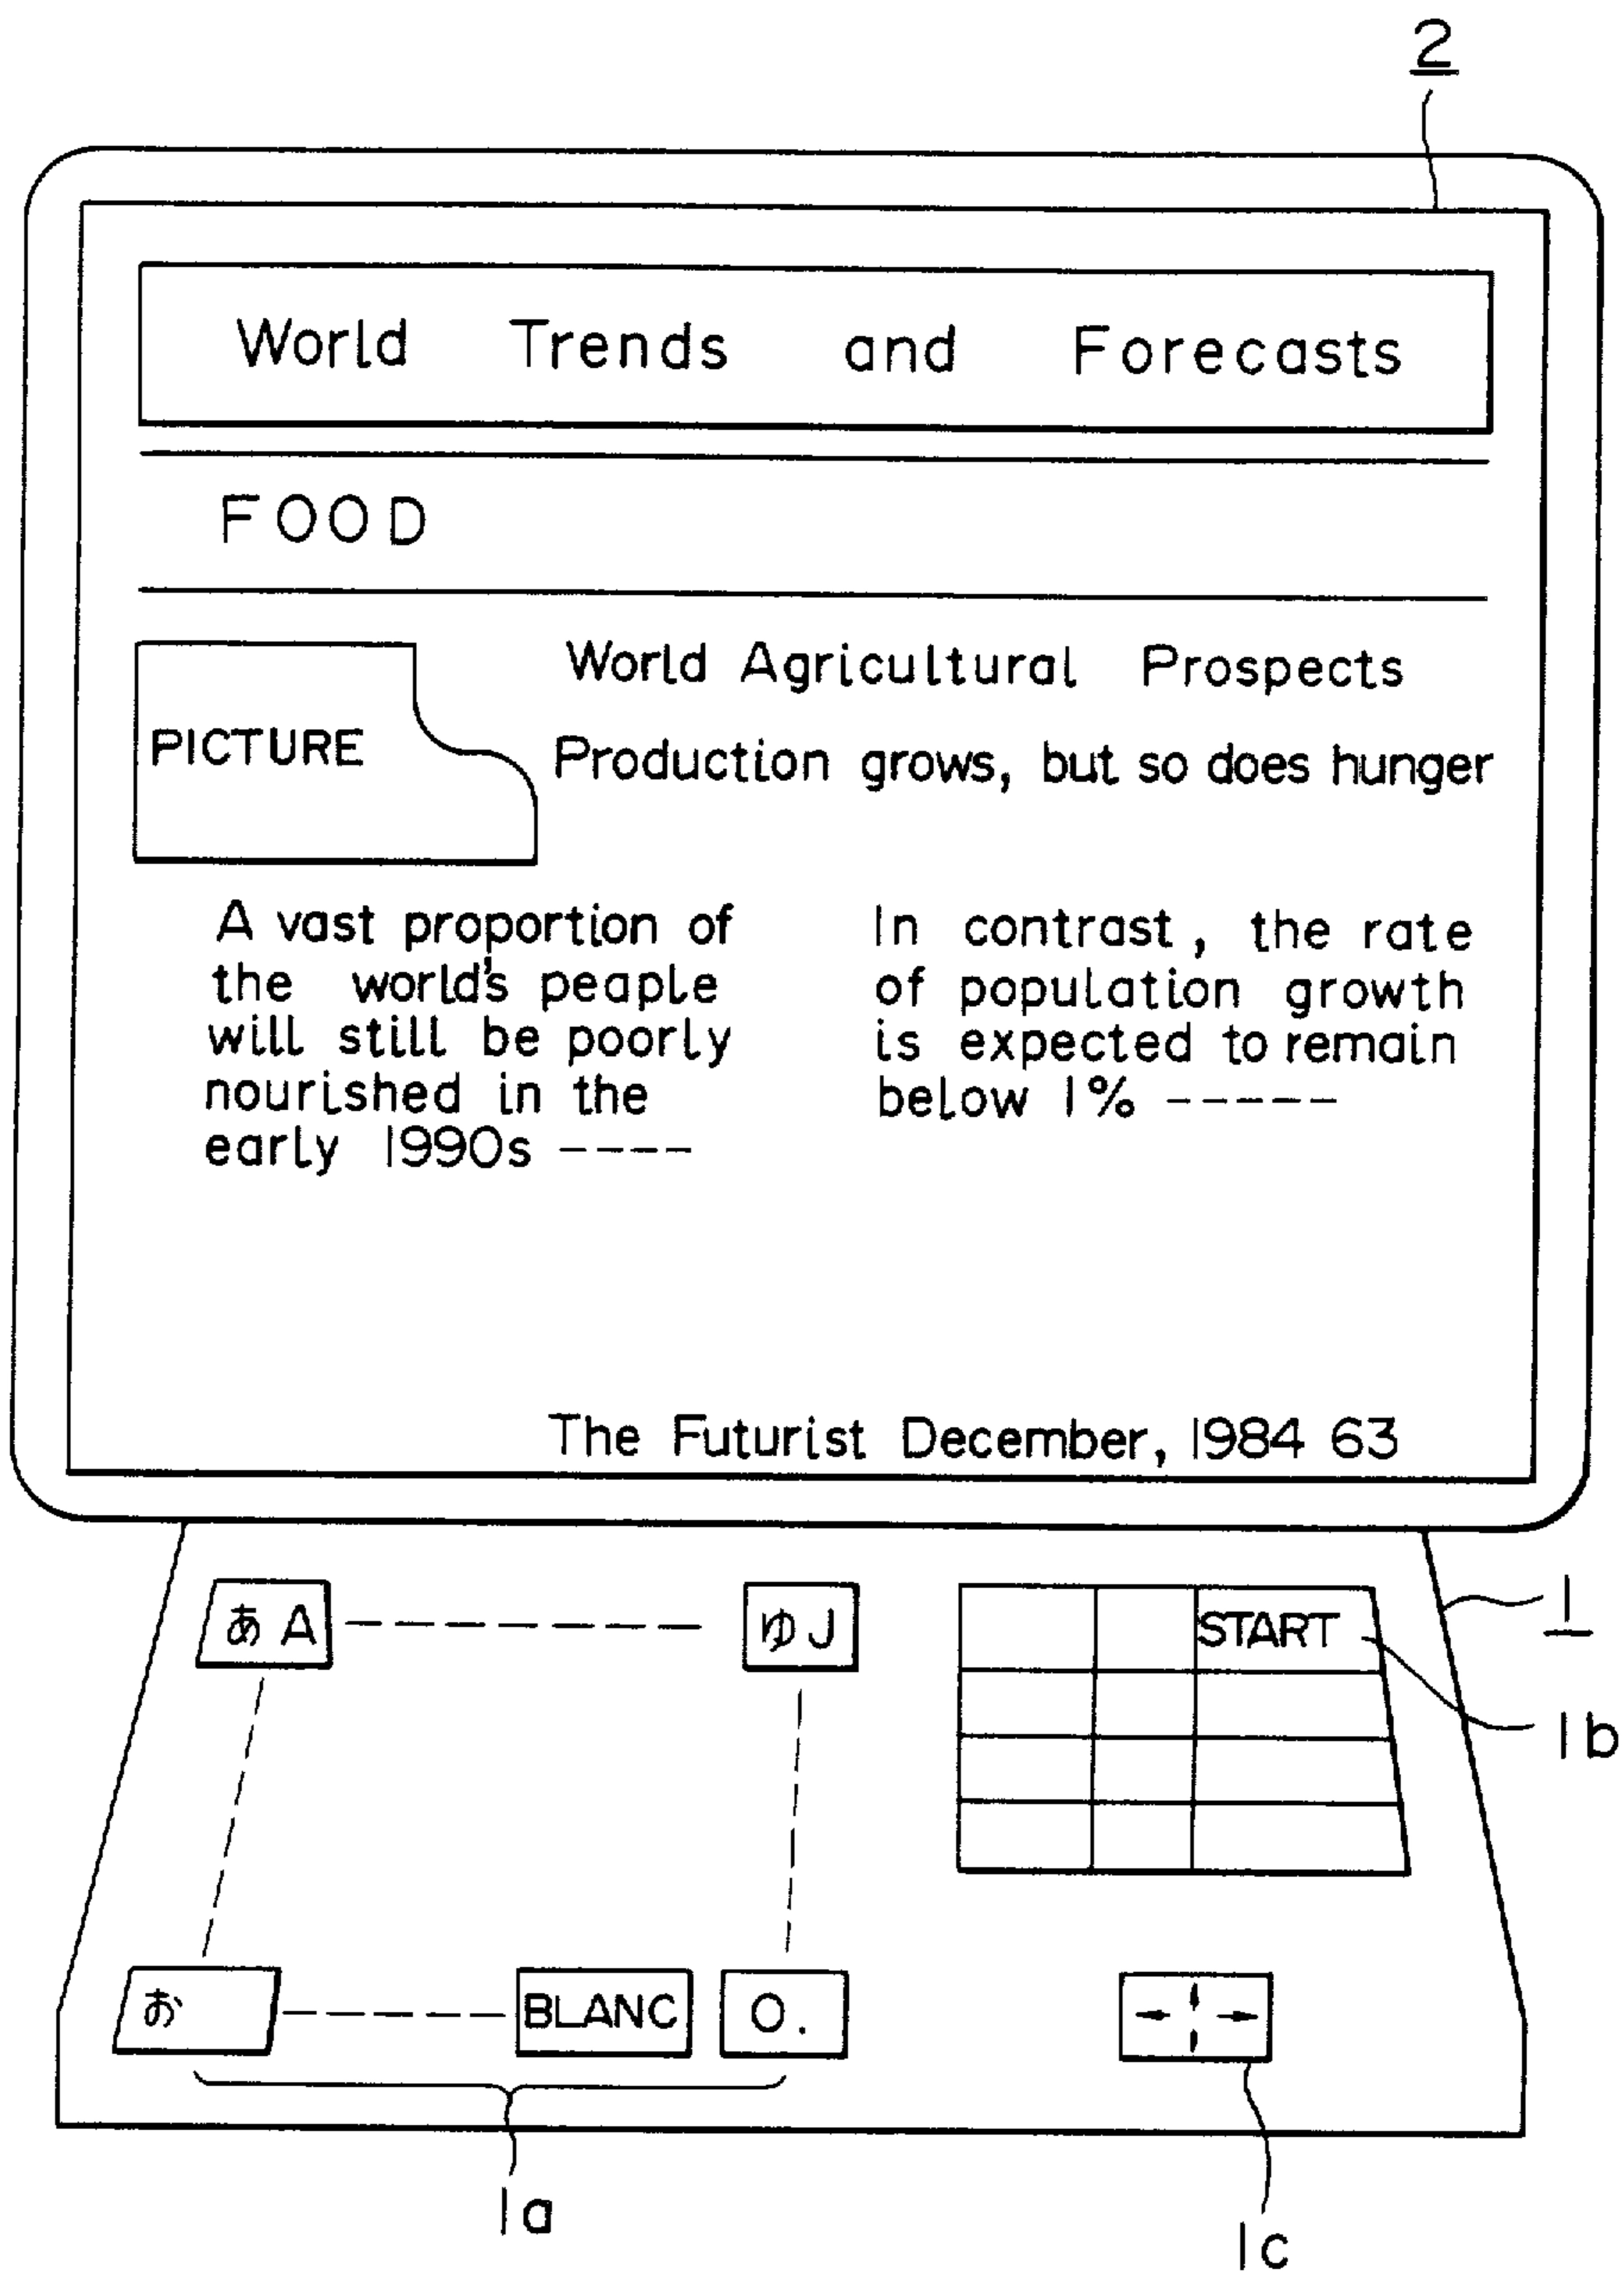 2
World Trends and Forecasts
FOOD
World Agricultural Prospects
PICTURE
Production grows, but so does hunger
A vast proportion of
the world's peaple
will still be poorly
nourished in the
early 1990s ----
In contrast, the rate
of population growth
is expected to remain
below 1% -----
The Futurist December, 1984 63
あ A
ゆ J
START
1
1b
お
BLANC
0.
1a
1c